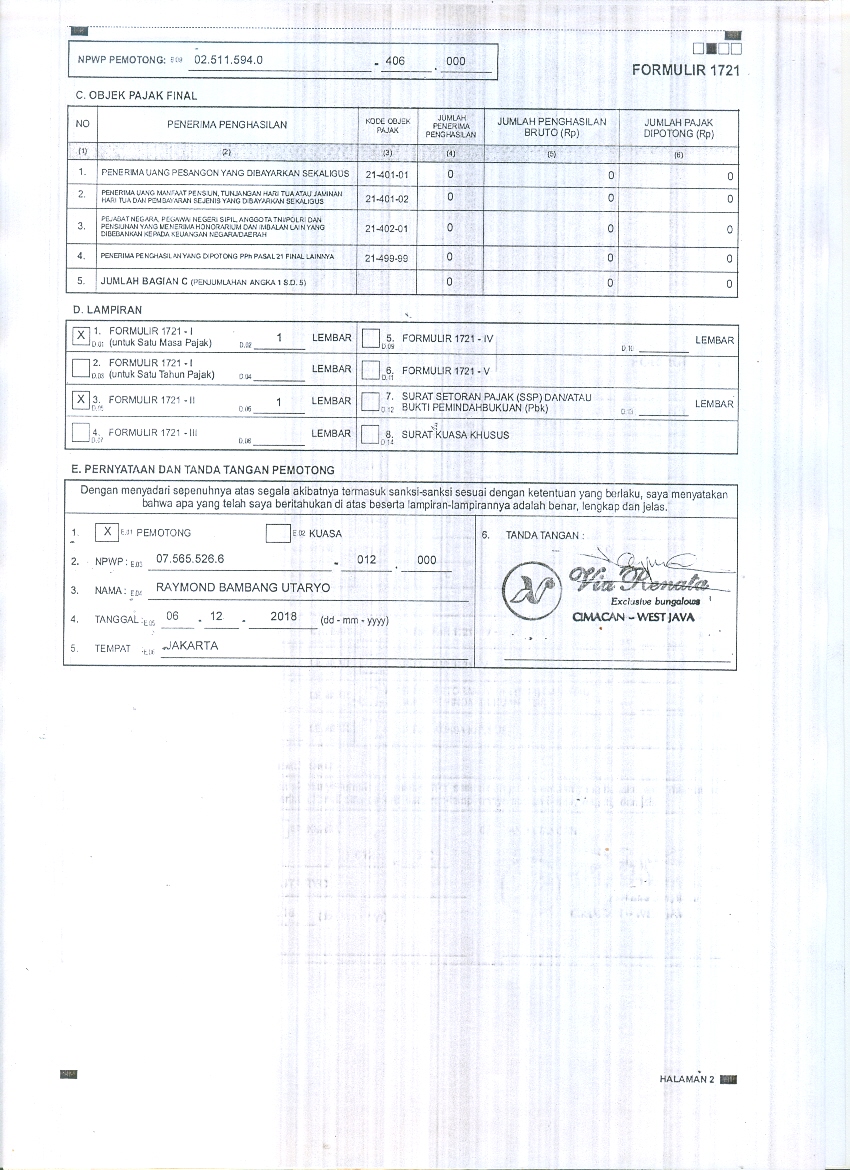 NPWP PEMOTONG: 02.511.594.0 - 406 . 000
FORMULIR 1721
C. OBJEK PAJAK FINAL
NO PENERIMA PENGHASILAN KODE OBJEK PAJAK JUMLAH PENERIMA PENGHASILAN JUMLAH PENGHASILAN BRUTO (Rp) JUMLAH PAJAK DIPOTONG (Rp)
(1) (2) (3) (4) (5) (6)
1. PENERIMA UANG PESANGON YANG DIBAYARKAN SEKALIGUS 21-401-01 0 0 0
2. PENERIMA UANG MANFAAT PENSIUN, TUNJANGAN HARI TUA ATAU JAMINAN
HARI TUA DAN PEMBAYARAN SEJENIS YANG DIBAYARKAN SEKALIGUS 21-401-02 0 0 0
3. PEJABAT NEGARA, PEGAWAI NEGERI SIPIL, ANGGOTA TNI/POLRI DAN
PENSIUNAN YANG MENERIMA HONORARIUM DAN IMBALAN LAIN YANG
DIBEBANKAN KEPADA KEUANGAN NEGARA/DAERAH 21-402-01 0 0 0
4. PENERIMA PENGHASILAN YANG DIPOTONG PPh PASAL 21 FINAL LAINNYA 21-499-99 0 0 0
5. JUMLAH BAGIAN C (PENJUMLAHAN ANGKA 1 S.D. 5) 0 0 0
D. LAMPIRAN
X D.01 1. FORMULIR 1721 - I
(untuk Satu Masa Pajak) D.02 1 LEMBAR
D.03 2. FORMULIR 1721 - I
(untuk Satu Tahun Pajak) D.04 LEMBAR
X D.05 3. FORMULIR 1721 - II D.06 1 LEMBAR
D.07 4. FORMULIR 1721 - III D.08 LEMBAR
D.09 5. FORMULIR 1721 - IV D.10 LEMBAR
D.11 6. FORMULIR 1721 - V
D.12 7. SURAT SETORAN PAJAK (SSP) DAN/ATAU
BUKTI PEMINDAHBUKUAN (Pbk) D.13 LEMBAR
D.14 8. SURAT KUASA KHUSUS
E. PERNYATAAN DAN TANDA TANGAN PEMOTONG
Dengan menyadari sepenuhnya atas segala akibatnya termasuk sanksi-sanksi sesuai dengan ketentuan yang berlaku, saya menyatakan
bahwa apa yang telah saya beritahukan di atas beserta lampiran-lampirannya adalah benar, lengkap dan jelas.
1. X E.01 PEMOTONG E.02 KUASA
2. NPWP : E.03 07.565.526.6 - 012 . 000
3. NAMA : E.04 RAYMOND BAMBANG UTARYO
4. TANGGAL : E.05 06 - 12 - 2018 (dd - mm - yyyy)
5. TEMPAT : E.06 JAKARTA
6. TANDA TANGAN :
Via Renata
Exclusive bungalows
CIMACAN - WEST JAVA
HALAMAN 2